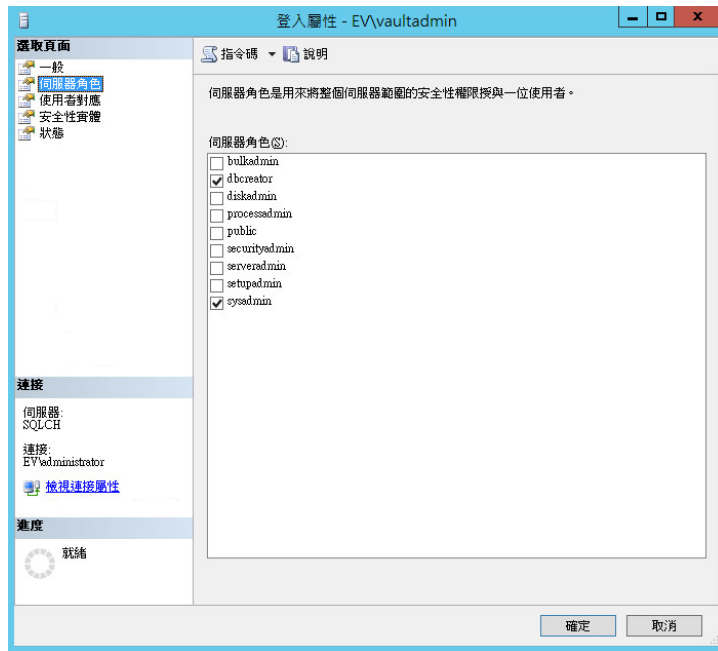 登入屬性 - EV\vaultadmin
選取頁面
一般
伺服器角色
使用者對應
安全性實體
狀態
指令碼 說明
伺服器角色是用來將整個伺服器範圍的安全性權限授與一位使用者。
伺服器角色(S):
bulkadmin
dbcreator
diskadmin
processadmin
public
securityadmin
serveradmin
setupadmin
sysadmin
連接
伺服器:
SQLCH
連接:
EV\administrator
檢視連接屬性
進度
就緒
確定 取消